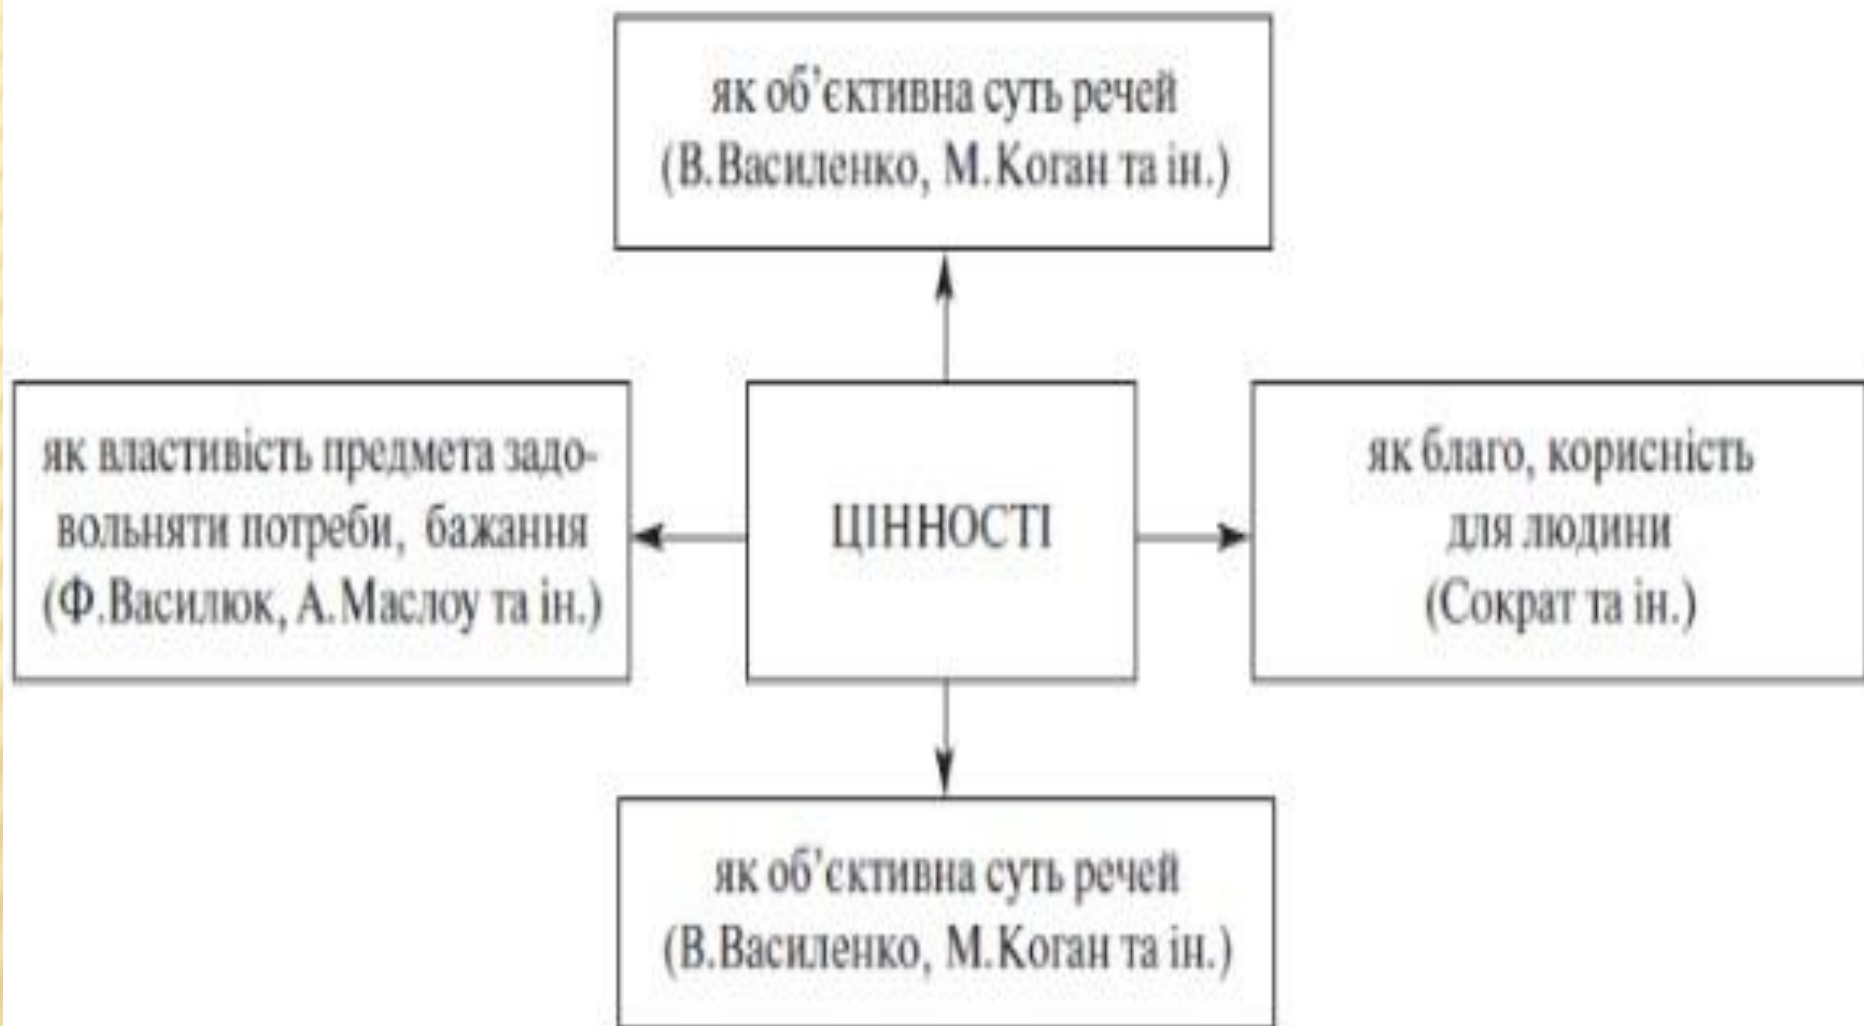 як об’єктивна суть речей
(В.Василенко, М.Коган та ін.)
як властивість предмета задо-
вольняти потреби, бажання
(Ф.Василюк, А.Маслоу та ін.)
ЦІННОСТІ
як благо, корисність
для людини
(Сократ та ін.)
як об’єктивна суть речей
(В.Василенко, М.Коган та ін.)